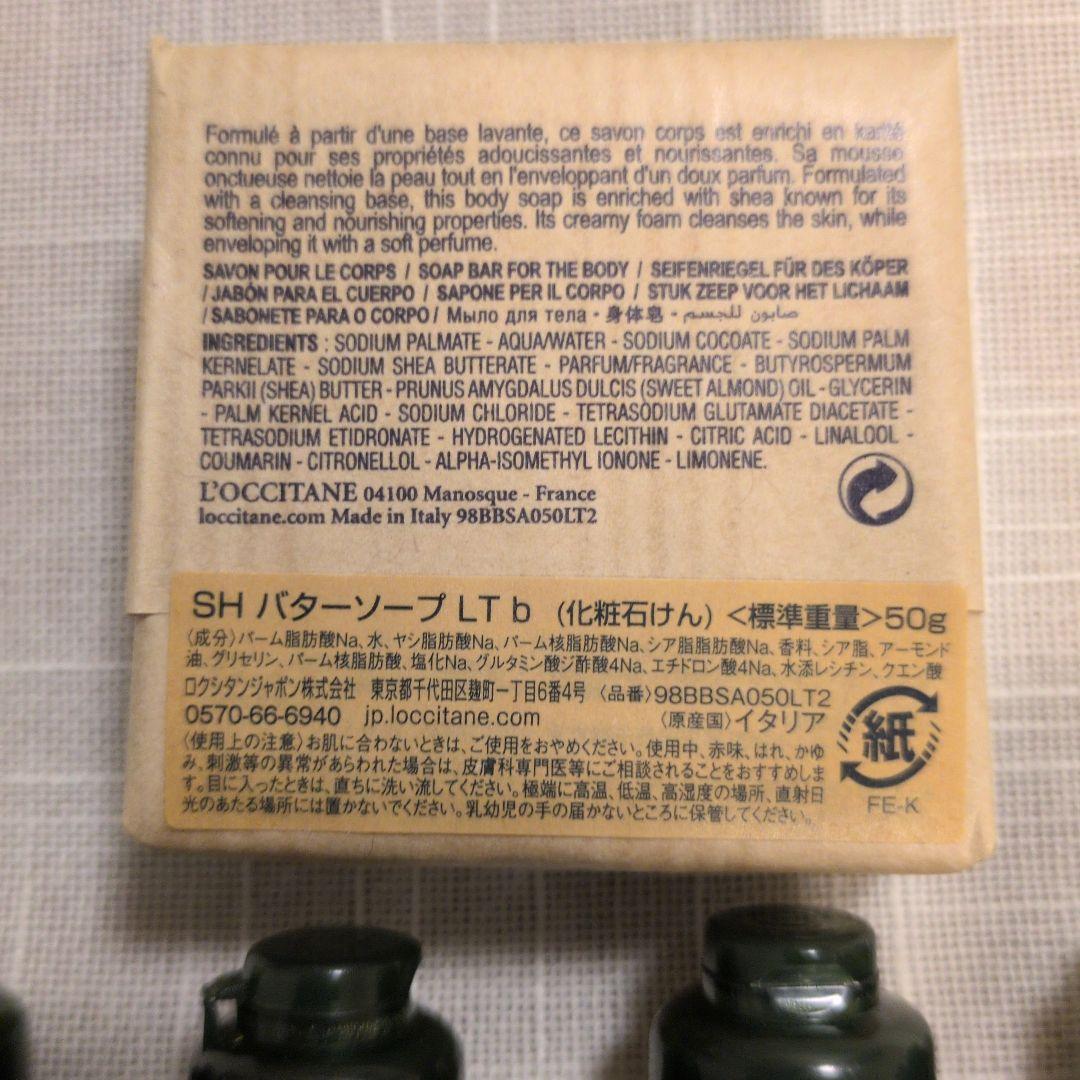 Formulé à partir d'une base lavante, ce savon corps est enrichi en karité
connu pour ses propriétés adoucissantes et nourissantes. Sa mousse
onctueuse nettoie la peau tout en l'enveloppant d'un doux parfum. Formulated
with a cleansing base, this body soap is enriched with shea known for its
softening and nourishing properties. Its creamy foam cleanses the skin, while
enveloping it with a soft perfume.
SAVON POUR LE CORPS / SOAP BAR FOR THE BODY / SEIFENRIEGEL FÜR DES KÖPER
/ JABÓN PARA EL CUERPO / SAPONE PER IL CORPO / STUK ZEEP VOOR HET LICHAAM
/ SABONETE PARA O CORPO / Мыло для тела - 身体皂 - صابون للجسم
INGREDIENTS : SODIUM PALMATE - AQUA/WATER - SODIUM COCOATE - SODIUM PALM
KERNELATE - SODIUM SHEA BUTTERATE - PARFUM/FRAGRANCE - BUTYROSPERMUM
PARKII (SHEA) BUTTER - PRUNUS AMYGDALUS DULCIS (SWEET ALMOND) OIL - GLYCERIN
- PALM KERNEL ACID - SODIUM CHLORIDE - TETRASODIUM GLUTAMATE DIACETATE -
TETRASODIUM ETIDRONATE - HYDROGENATED LECITHIN - CITRIC ACID - LINALOOL -
COUMARIN - CITRONELLOL - ALPHA-ISOMETHYL IONONE - LIMONENE.
L'OCCITANE 04100 Manosque - France
loccitane.com Made in Italy 98BBSA050LT2
SH バターソープ LT b (化粧石けん) <標準重量>50g
〈成分〉パーム脂肪酸Na、水、ヤシ脂肪酸Na、パーム核脂肪酸Na、シア脂脂肪酸Na、香料、シア脂、アーモンド
油、グリセリン、パーム核脂肪酸、塩化Na、グルタミン酸ジ酢酸4Na、エチドロン酸4Na、水添レシチン、クエン酸
ロクシタンジャポン株式会社 東京都千代田区麹町一丁目6番4号 〈品番〉98BBSA050LT2
0570-66-6940 jp.loccitane.com 〈原産国〉イタリア
紙
〈使用上の注意〉お肌に合わないときは、ご使用をおやめください。使用中、赤味、はれ、かゆ
み、刺激等の異常があらわれた場合は、皮膚科専門医等にご相談されることをおすすめしま
す。目に入ったときは、直ちに洗い流してください。極端に高温、低温、高湿度の場所、直射日
光のあたる場所には置かないでください。乳幼児の手の届かないところに保管してください。
FE-K